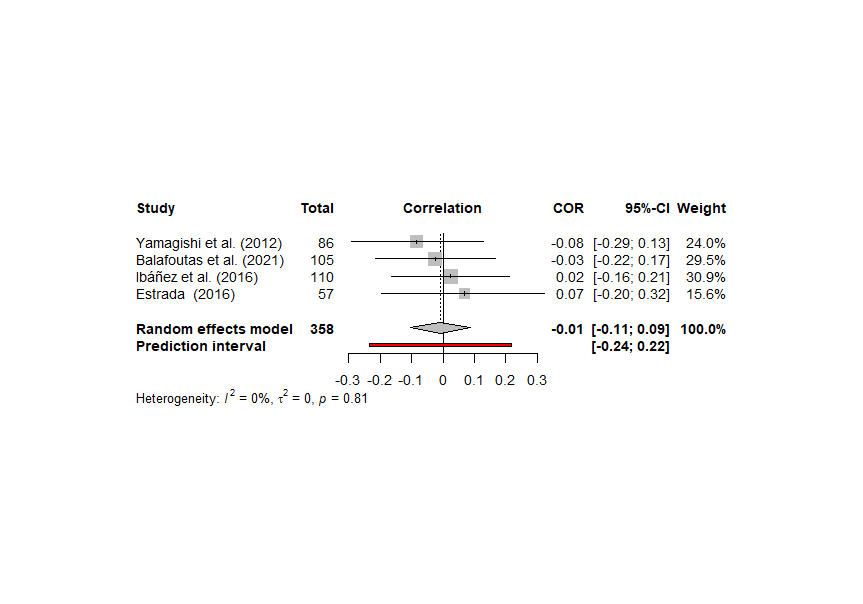 Study Total Correlation COR 95%-CI Weight
Yamagishi et al. (2012) 86 -0.08 [-0.29; 0.13] 24.0%
Balafoutas et al. (2021) 105 -0.03 [-0.22; 0.17] 29.5%
Ibáñez et al. (2016) 110 0.02 [-0.16; 0.21] 30.9%
Estrada (2016) 57 0.07 [-0.20; 0.32] 15.6%
Random effects model 358 -0.01 [-0.11; 0.09] 100.0%
Prediction interval [-0.24; 0.22]
-0.3 -0.2 -0.1 0 0.1 0.2 0.3
Heterogeneity: I² = 0%, τ² = 0, p = 0.81